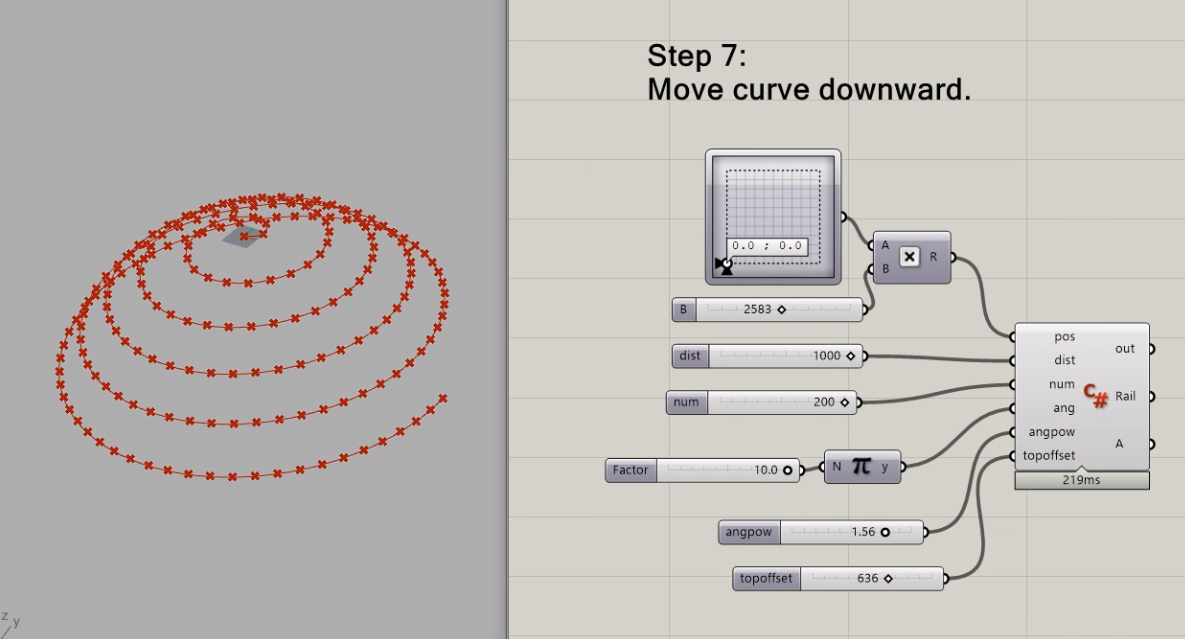 Step 7:
Move curve downward.
0.0 ; 0.0
A
B
R
B 2583
dist 1000
num 200
Factor 10.0
N π y
angpow 1.56
topoffset 636
pos
dist
num
ang
angpow
topoffset
C#
out
Rail
A
219ms
z y